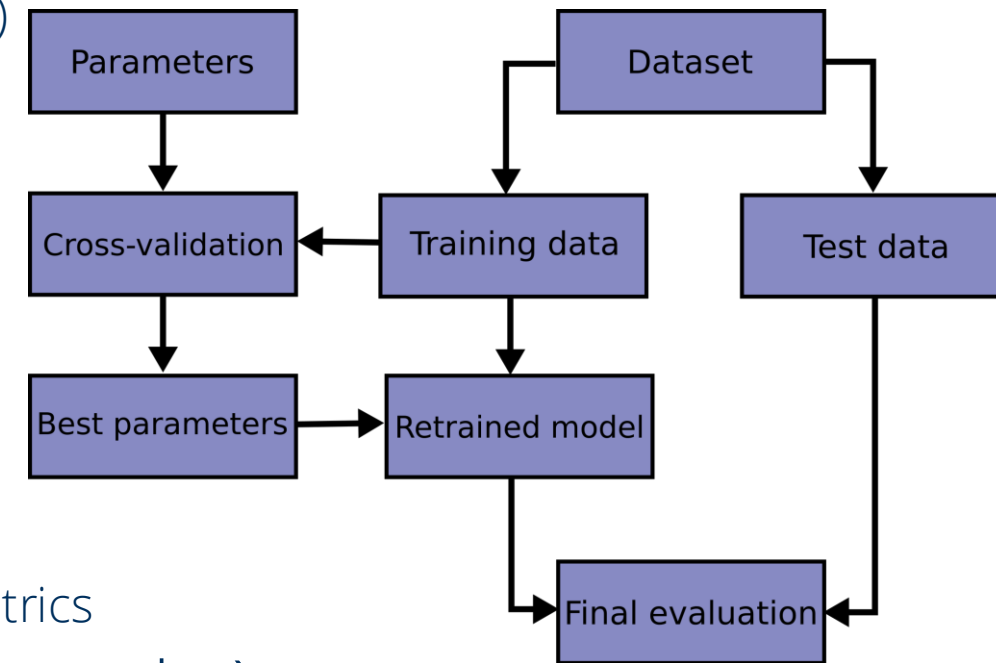 )
Parameters
Dataset
Cross-validation
Training data
Test data
Best parameters
Retrained model
Final evaluation
trics